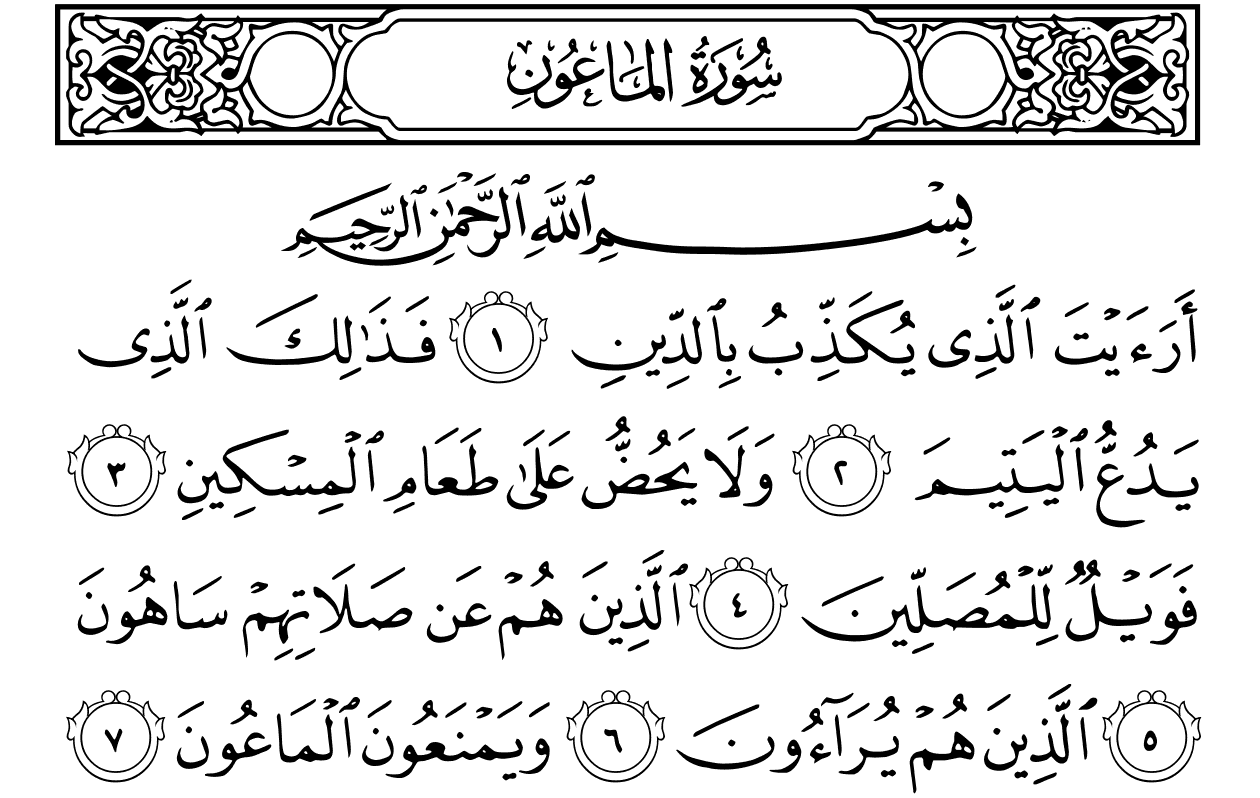 سُورَةُ المَاعُونِ
بِسْمِ ٱللَّهِ ٱلرَّحْمَٰنِ ٱلرَّحِيمِ
أَرَءَيْتَ ٱلَّذِى يُكَذِّبُ بِٱلدِّينِ ١ فَذَٰلِكَ ٱلَّذِى
يَدُعُّ ٱلْيَتِيمَ ٢ وَلَا يَحُضُّ عَلَىٰ طَعَامِ ٱلْمِسْكِينِ ٣
فَوَيْلٌ لِّلْمُصَلِّينَ ٤ ٱلَّذِينَ هُمْ عَن صَلَاتِهِمْ سَاهُونَ
٥ ٱلَّذِينَ هُمْ يُرَآءُونَ ٦ وَيَمْنَعُونَ ٱلْمَاعُونَ ٧